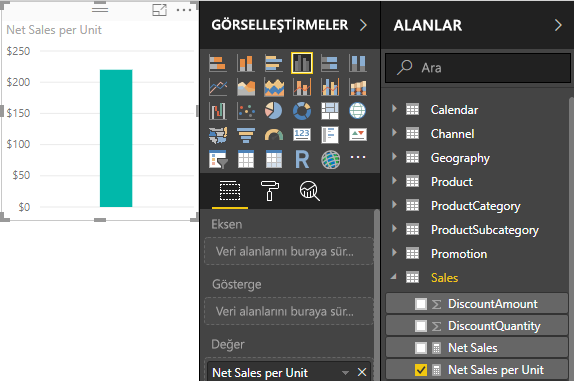 Net Sales per Unit
$250
$200
$150
$100
$50
$0
GÖRSELLEŞTİRMELER
123
R
Eksen
Veri alanlarını buraya sür...
Gösterge
Veri alanlarını buraya sür...
Değer
Net Sales per Unit
ALANLAR
Ara
Calendar
Channel
Geography
Product
ProductCategory
ProductSubcategory
Promotion
Sales
DiscountAmount
DiscountQuantity
Net Sales
Net Sales per Unit